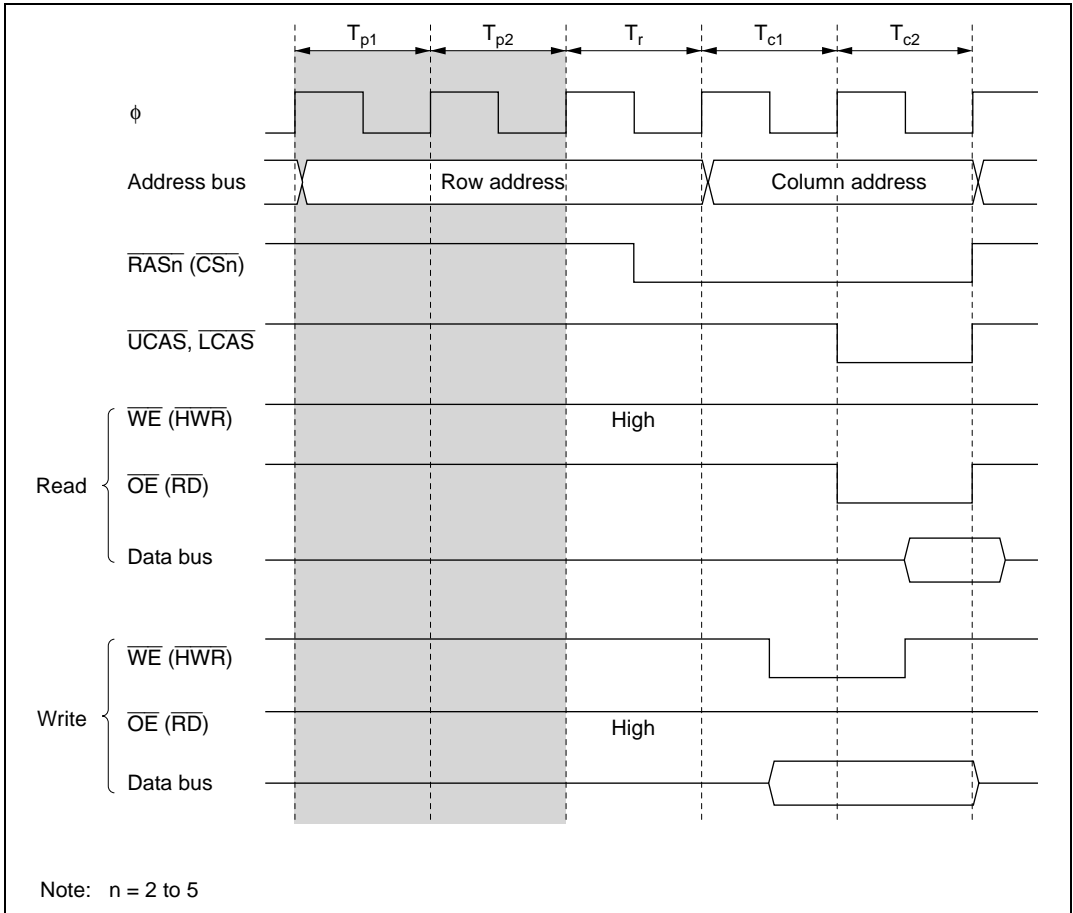 Tp1 Tp2 Tr Tc1 Tc2
φ
Address bus Row address Column address
RASn (CSn)
UCAS, LCAS
WE (HWR) High
Read OE (RD)
Data bus
WE (HWR)
Write OE (RD) High
Data bus
Note: n = 2 to 5